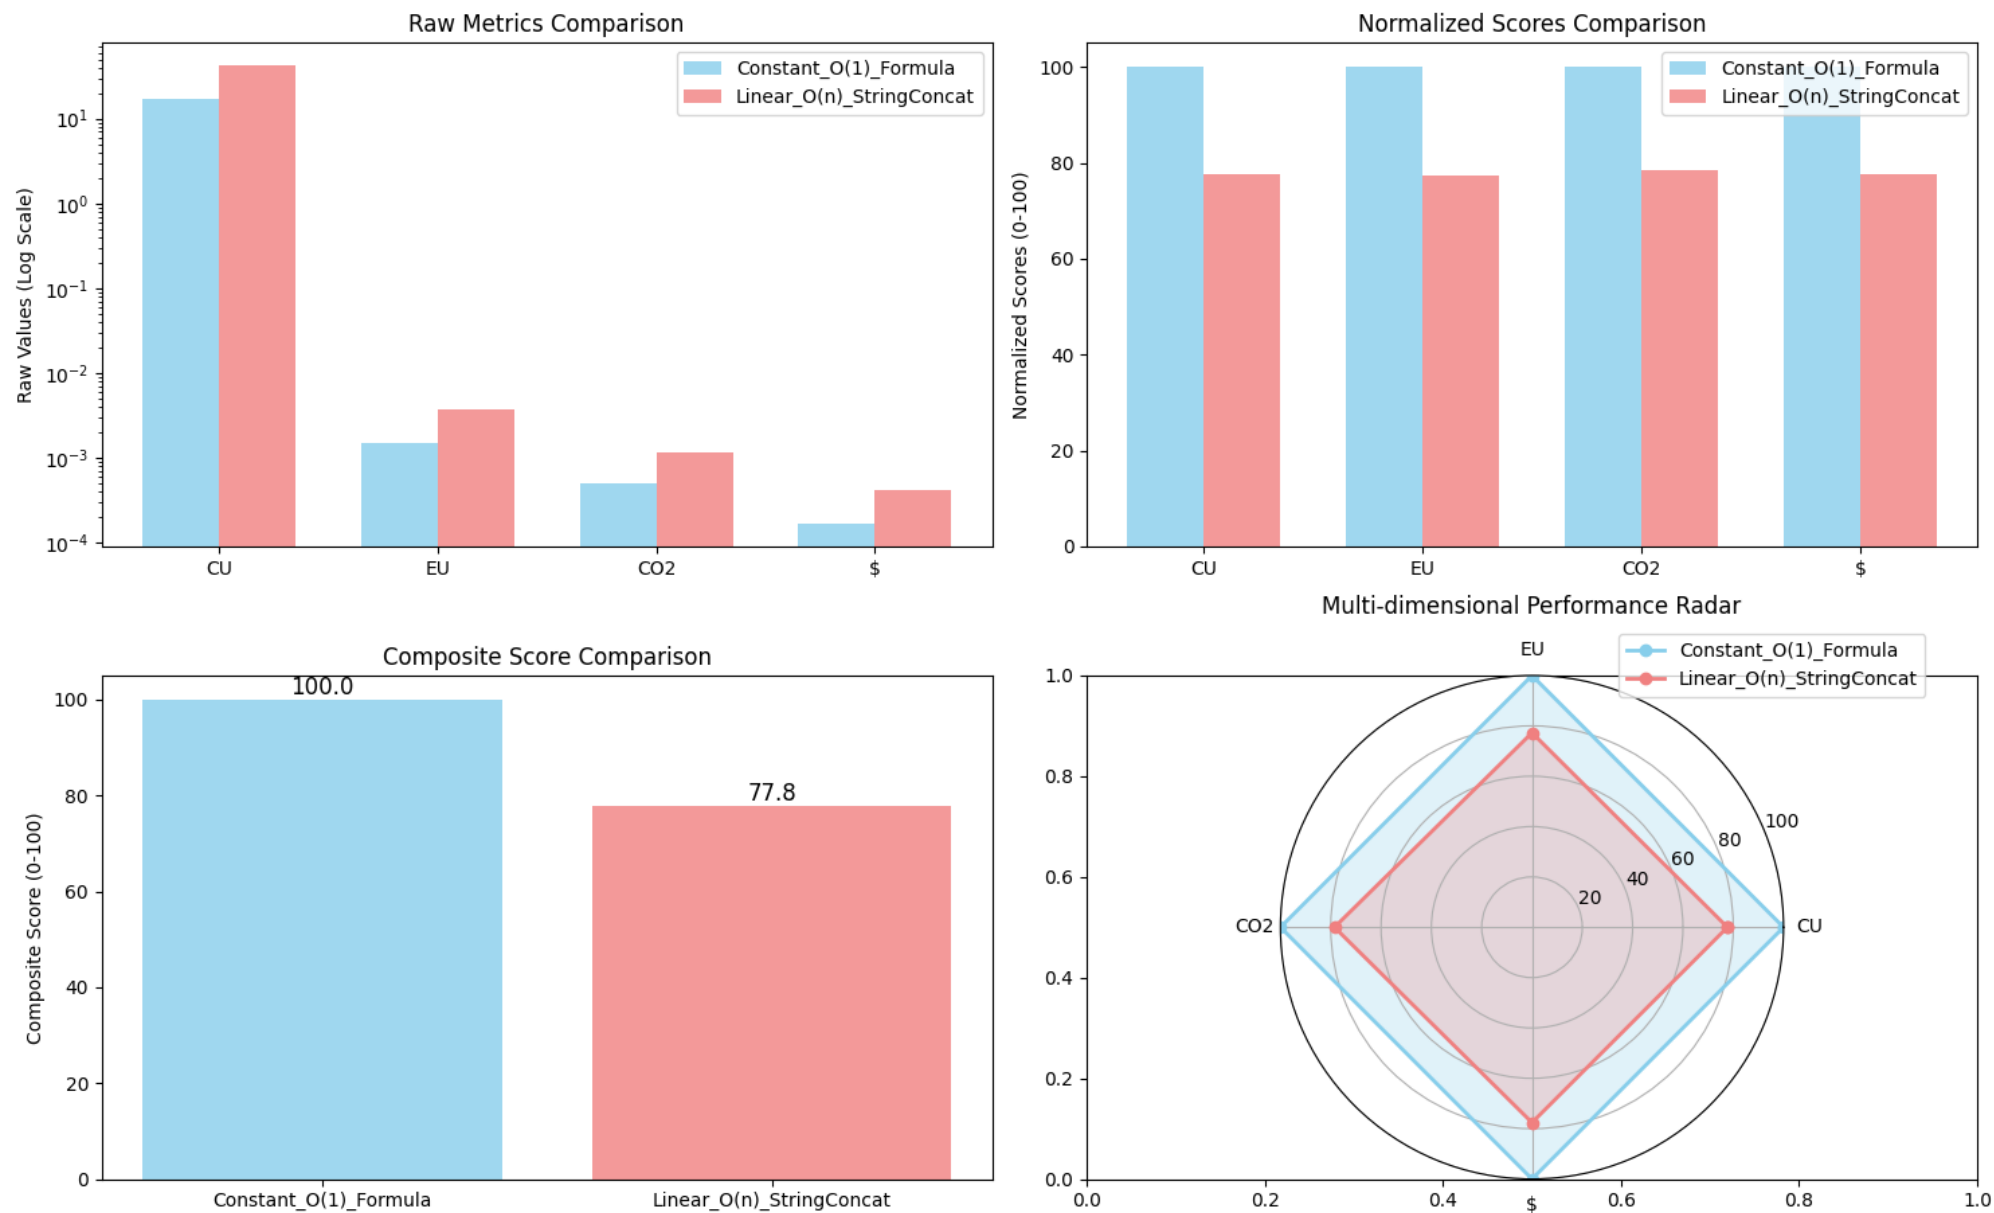 Raw Metrics Comparison
Constant_O(1)_Formula
Linear_O(n)_StringConcat
Raw Values (Log Scale)
10^1
10^0
10^-1
10^-2
10^-3
10^-4
CU EU CO2 $
Normalized Scores Comparison
Constant_O(1)_Formula
Linear_O(n)_StringConcat
Normalized Scores (0-100)
100
80
60
40
20
0
CU EU CO2 $
Composite Score Comparison
100.0
77.8
Composite Score (0-100)
100
80
60
40
20
0
Constant_O(1)_Formula Linear_O(n)_StringConcat
Multi-dimensional Performance Radar
Constant_O(1)_Formula
Linear_O(n)_StringConcat
EU
CU
CO2
$
100
80
60
40
20
1.0
0.8
0.6
0.4
0.2
0.0
0.0 0.2 0.4 0.6 0.8 1.0